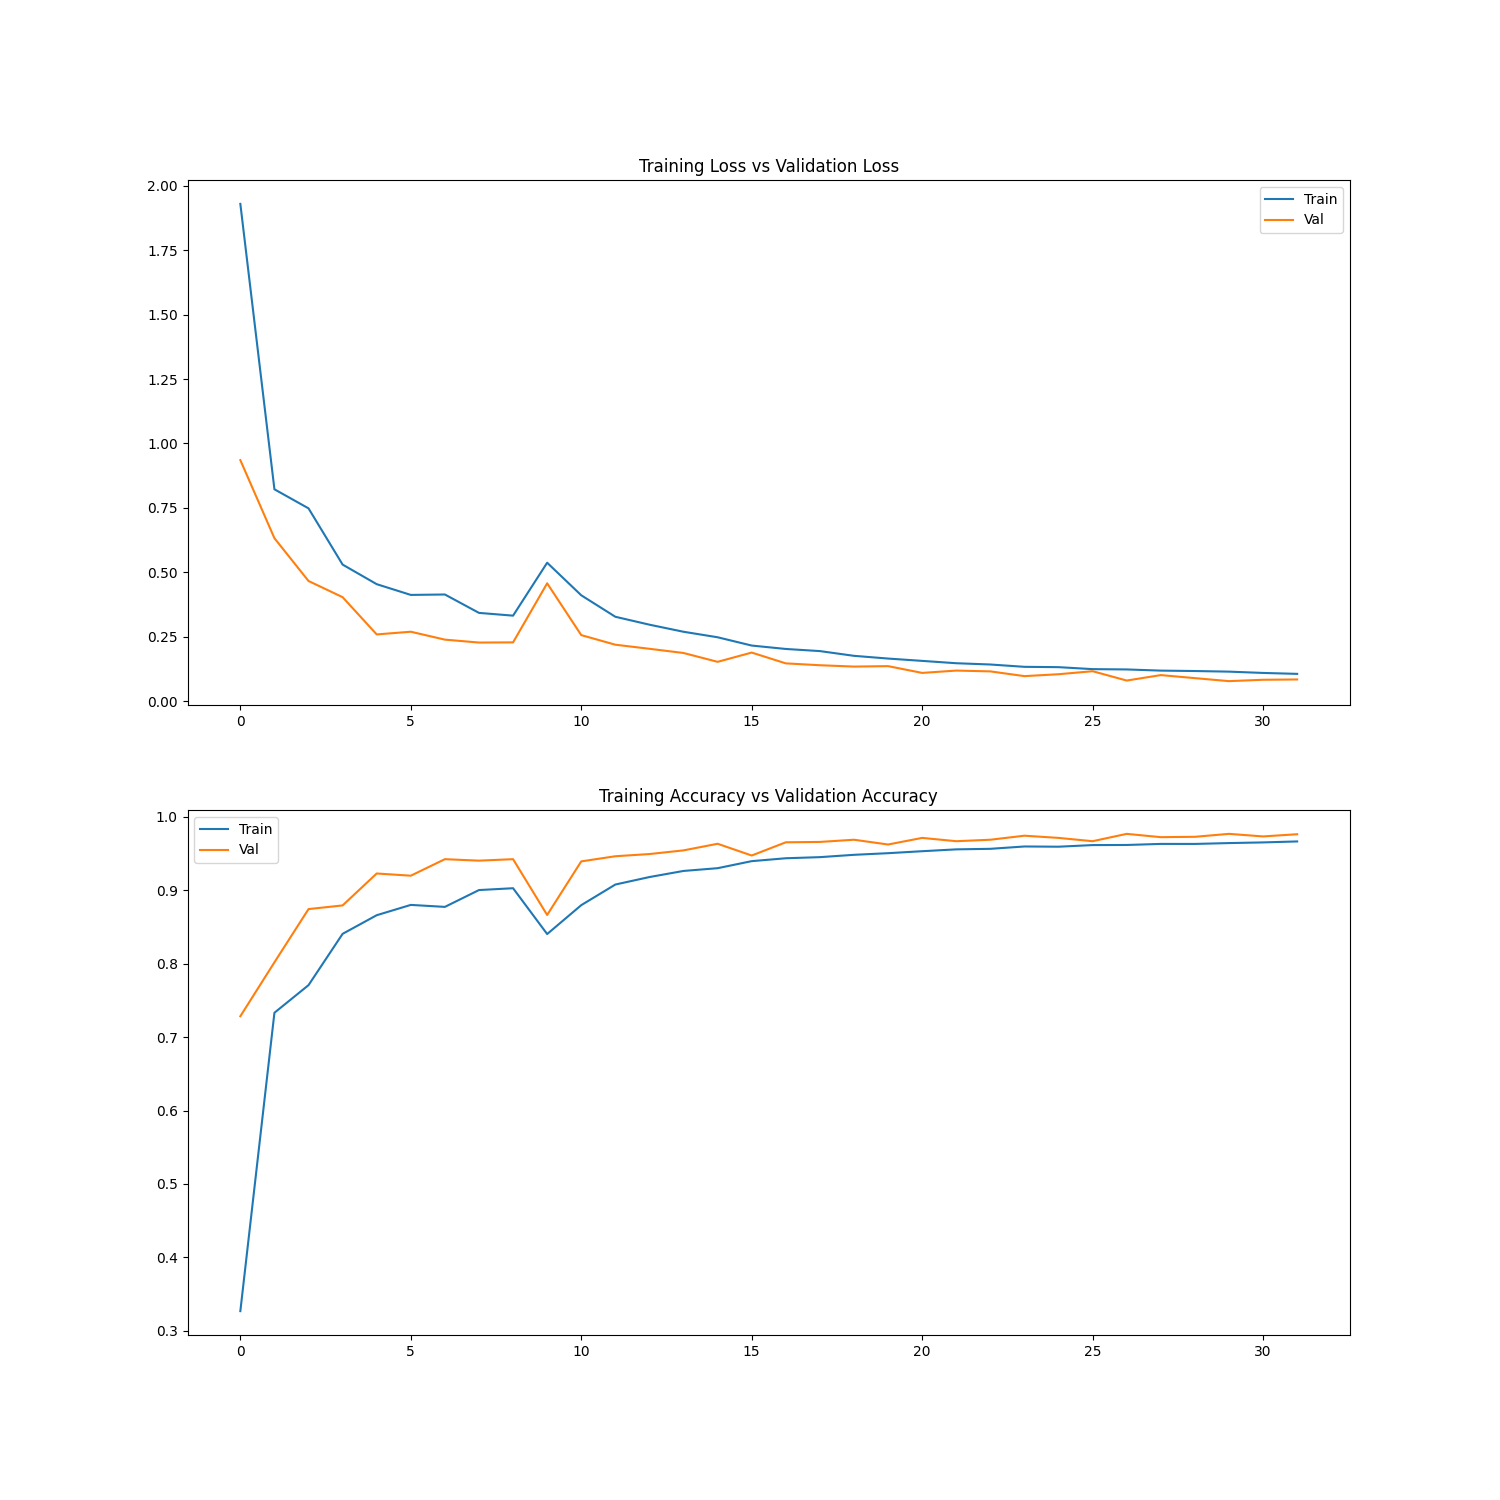 Training Loss vs Validation Loss
2.00
1.75
1.50
1.25
1.00
0.75
0.50
0.25
0.00
Train
Val
0 5 10 15 20 25 30
Training Accuracy vs Validation Accuracy
1.0
0.9
0.8
0.7
0.6
0.5
0.4
0.3
Train
Val
0 5 10 15 20 25 30